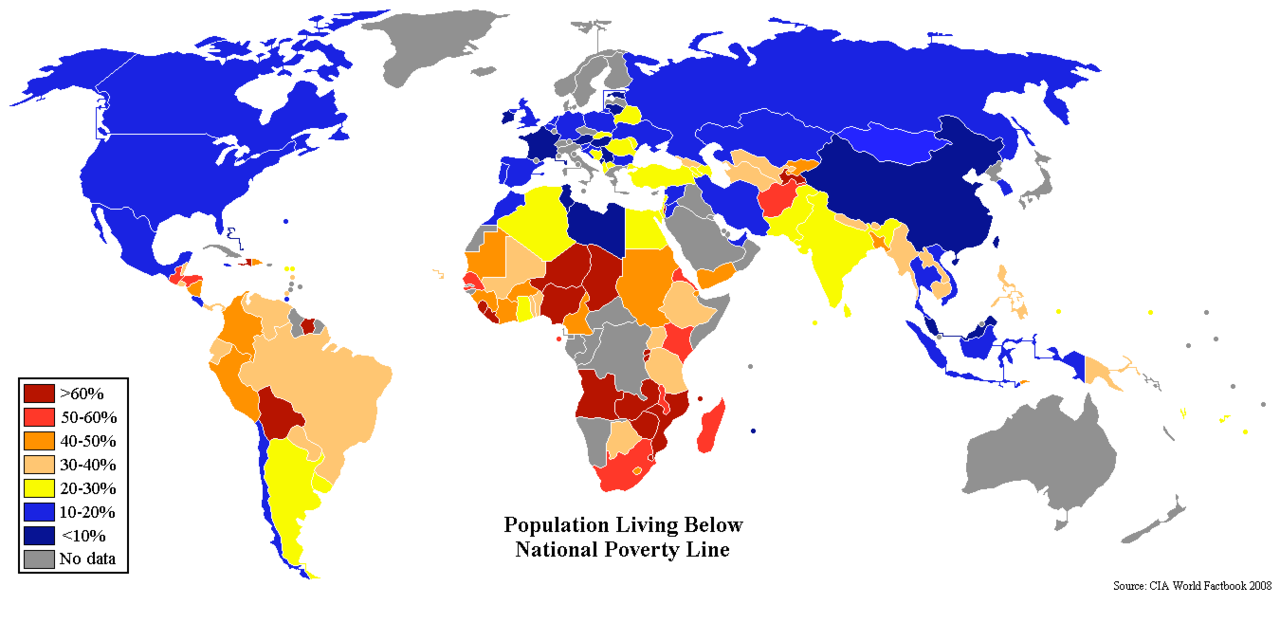 >60%
50-60%
40-50%
30-40%
20-30%
10-20%
<10%
No data
Population Living Below
National Poverty Line
Source: CIA World Factbook 2008